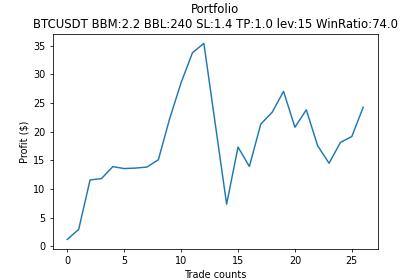 Portfolio
BTCUSDT BBM:2.2 BBL:240 SL:1.4 TP:1.0 lev:15 WinRatio:74.0
35
30
25
20
15
10
5
0
Profit ($)
0 5 10 15 20 25
Trade counts